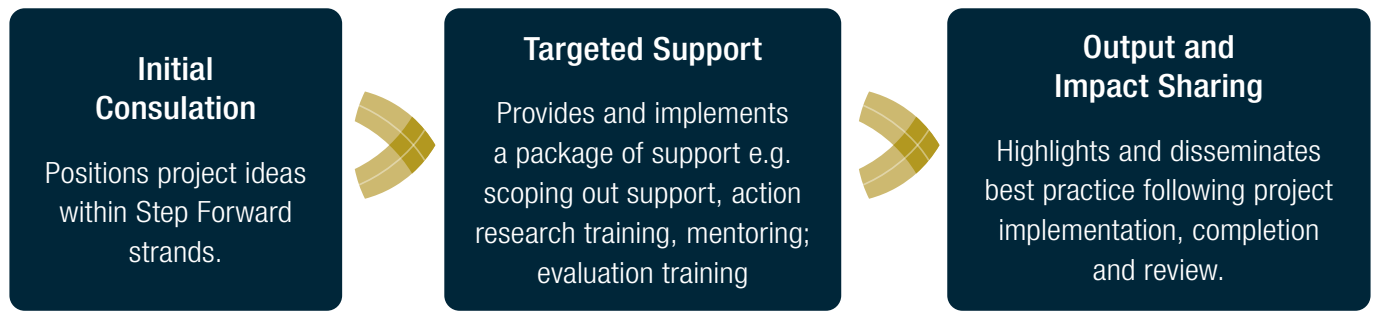 Initial
Consulation
Positions project ideas
within Step Forward
strands.
Targeted Support
Provides and implements
a package of support e.g.
scoping out support, action
research training, mentoring;
evaluation training
Output and
Impact Sharing
Highlights and disseminates
best practice following project
implementation, completion
and review.